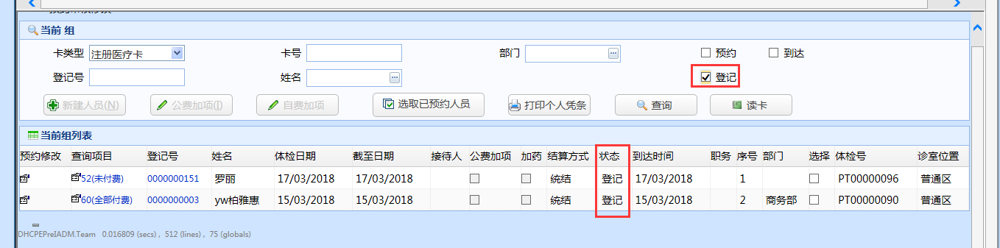 当前 组
卡类型 注册医疗卡 卡号 部门 预约 到达
登记号 姓名 登记
新建人员(N) 公费加项(I) 自费加项 选取已预约人员 打印个人凭条 查询 读卡
当前组列表
预约修改 查询项目 登记号 姓名 体检日期 截至日期 接待人 公费加项 加药 结算方式 状态 到达时间 职务 序号 部门 选择 体检号 诊室位置
52(未付费) 0000000151 罗丽 17/03/2018 17/03/2018 统结 登记 17/03/2018 1 PT00000096 普通区
60(全部付费) 0000000003 yw柏雅惠 15/03/2018 15/03/2018 统结 登记 15/03/2018 2 商务部 PT00000090 普通区
DHCPEPreIADM.Team 0.016809 (secs) , 512 (lines) , 75 (globals)